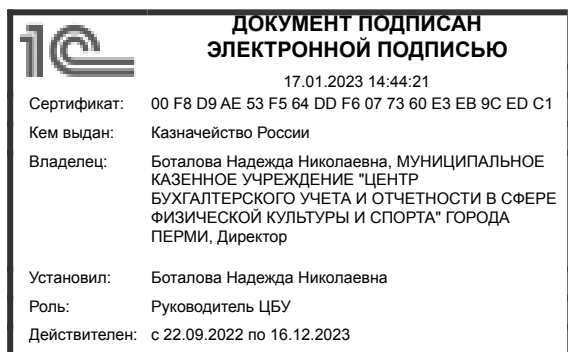 1С
ДОКУМЕНТ ПОДПИСАН
ЭЛЕКТРОННОЙ ПОДПИСЬЮ
17.01.2023 14:44:21
Сертификат: 00 F8 D9 AE 53 F5 64 DD F6 07 73 60 E3 EB 9C ED C1
Кем выдан: Казначейство России
Владелец: Боталова Надежда Николаевна, МУНИЦИПАЛЬНОЕ
КАЗЕННОЕ УЧРЕЖДЕНИЕ "ЦЕНТР
БУХГАЛТЕРСКОГО УЧЕТА И ОТЧЕТНОСТИ В СФЕРЕ
ФИЗИЧЕСКОЙ КУЛЬТУРЫ И СПОРТА" ГОРОДА
ПЕРМИ, Директор
Установил: Боталова Надежда Николаевна
Роль: Руководитель ЦБУ
Действителен: с 22.09.2022 по 16.12.2023